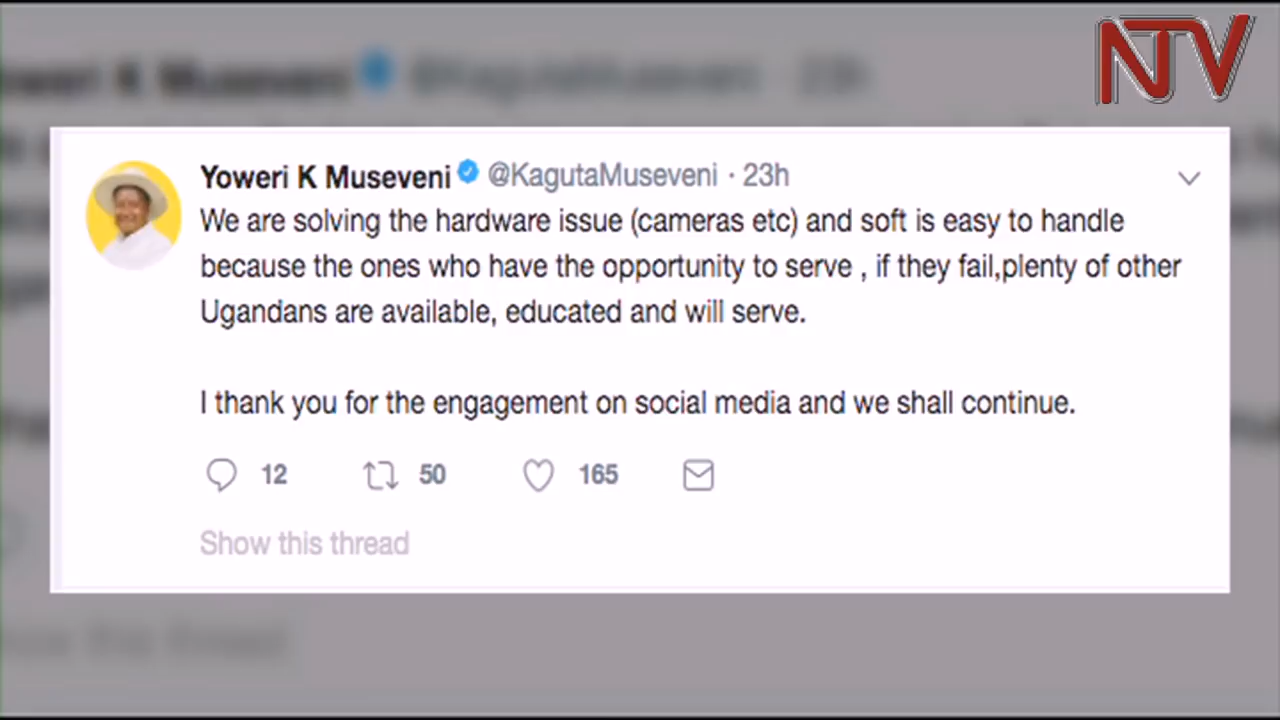 NTV
Yoweri K Museveni @KagutaMuseveni · 23h
We are solving the hardware issue (cameras etc) and soft is easy to handle
because the ones who have the opportunity to serve , if they fail,plenty of other
Ugandans are available, educated and will serve.
I thank you for the engagement on social media and we shall continue.
12 50 165
Show this thread